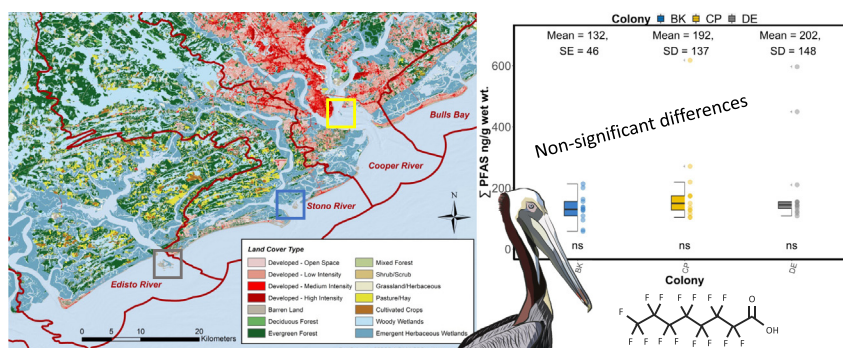 Bulls Bay
Cooper River
Stono River
Edisto River
N
Land Cover Type
Developed - Open Space
Developed - Low Intensity
Developed - Medium Intensity
Developed - High Intensity
Barren Land
Deciduous Forest
Evergreen Forest
Mixed Forest
Shrub/Scrub
Grassland/Herbaceous
Pasture/Hay
Cultivated Crops
Woody Wetlands
Emergent Herbaceous Wetlands
0 10 20
Kilometers
Colony BK CP DE
Mean = 132, Mean = 192, Mean = 202,
SE = 46 SD = 137 SD = 148
∑ PFAS ng/g wet wt.
600
400
200
0
Non-significant differences
ns ns ns
BK CP DE
Colony
F F F F F F F O
F
F
F F F F F F F OH